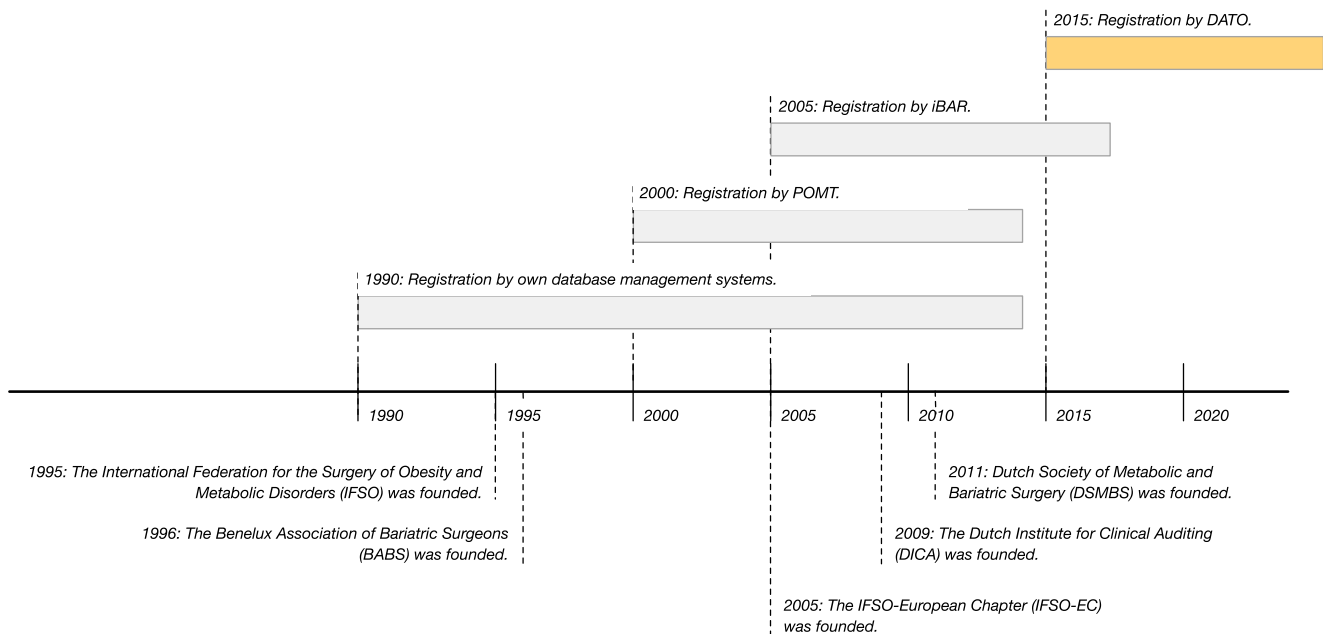 2015: Registration by DATO.
2005: Registration by iBAR.
2000: Registration by POMT.
1990: Registration by own database management systems.
1990
1995
2000
2005
2010
2015
2020
1995: The International Federation for the Surgery of Obesity and
Metabolic Disorders (IFSO) was founded.
2011: Dutch Society of Metabolic and
Bariatric Surgery (DSMBS) was founded.
1996: The Benelux Association of Bariatric Surgeons
(BABS) was founded.
2009: The Dutch Institute for Clinical Auditing
(DICA) was founded.
2005: The IFSO-European Chapter (IFSO-EC)
was founded.